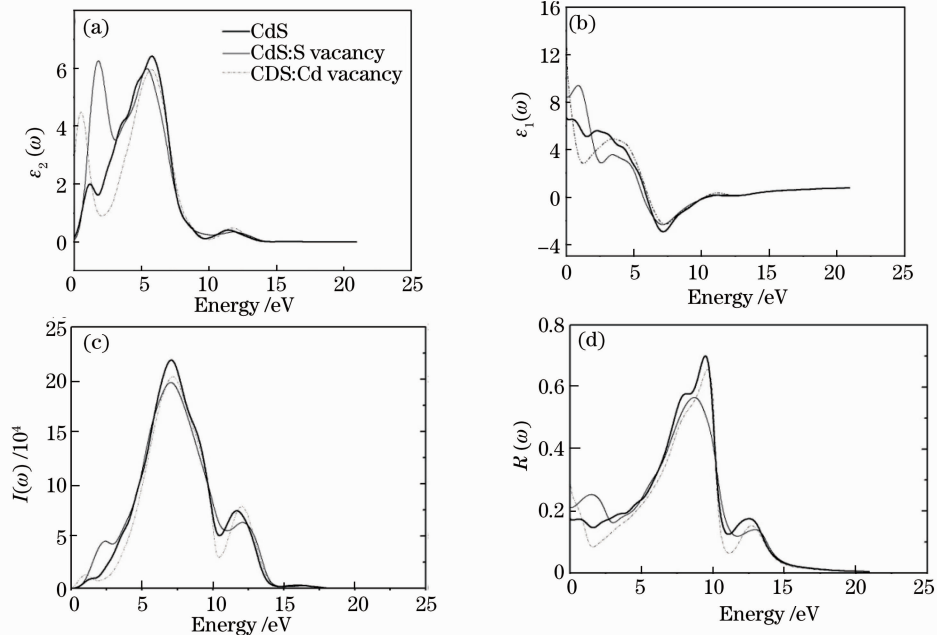 (a)
CdS
CdS:S vacancy
CDS:Cd vacancy
6
4
2
0
ε₂ (ω)
0 5 10 15 20 25
Energy /eV
(b)
16
12
8
4
0
−4
ε₁(ω)
0 5 10 15 20 25
Energy /eV
(c)
25
20
15
10
5
0
I(ω) /10⁴
0 5 10 15 20 25
Energy /eV
(d)
0.8
0.6
0.4
0.2
0
R (ω)
0 5 10 15 20 25
Energy /eV